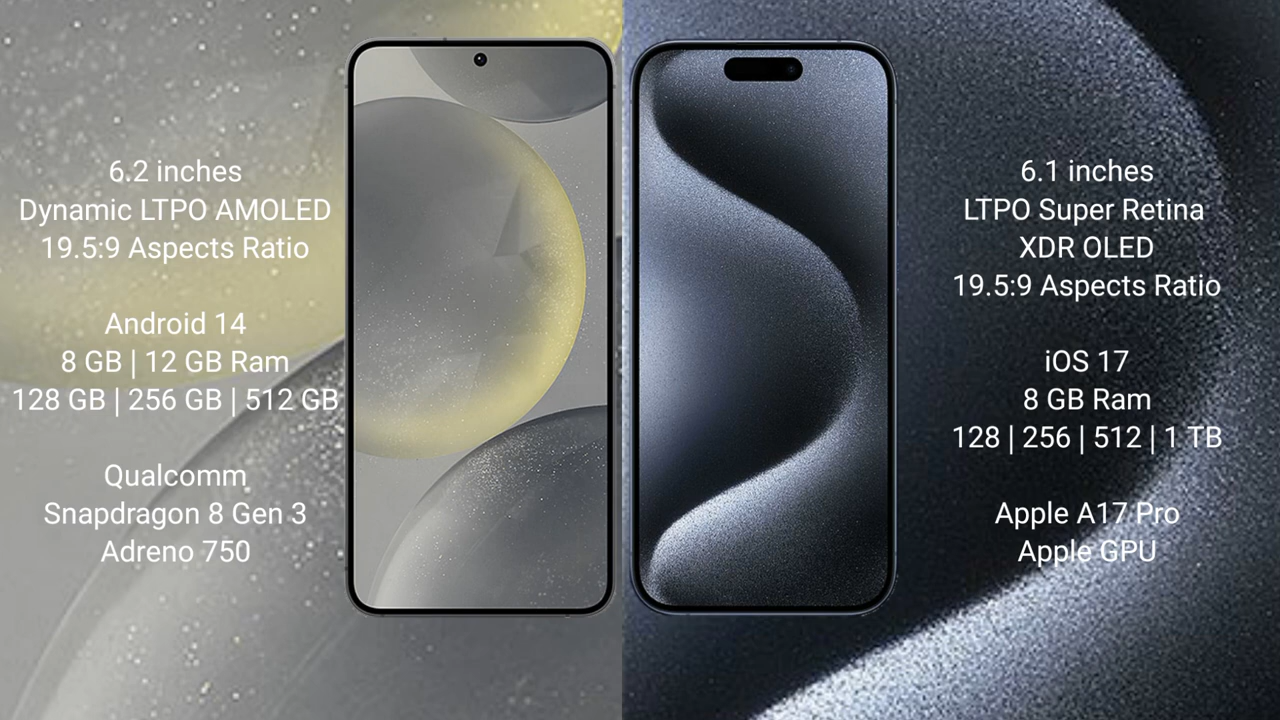 6.2 inches
Dynamic LTPO AMOLED
19.5:9 Aspects Ratio
Android 14
8 GB | 12 GB Ram
128 GB | 256 GB | 512 GB
Qualcomm
Snapdragon 8 Gen 3
Adreno 750
6.1 inches
LTPO Super Retina
XDR OLED
19.5:9 Aspects Ratio
iOS 17
8 GB Ram
128 | 256 | 512 | 1 TB
Apple A17 Pro
Apple GPU